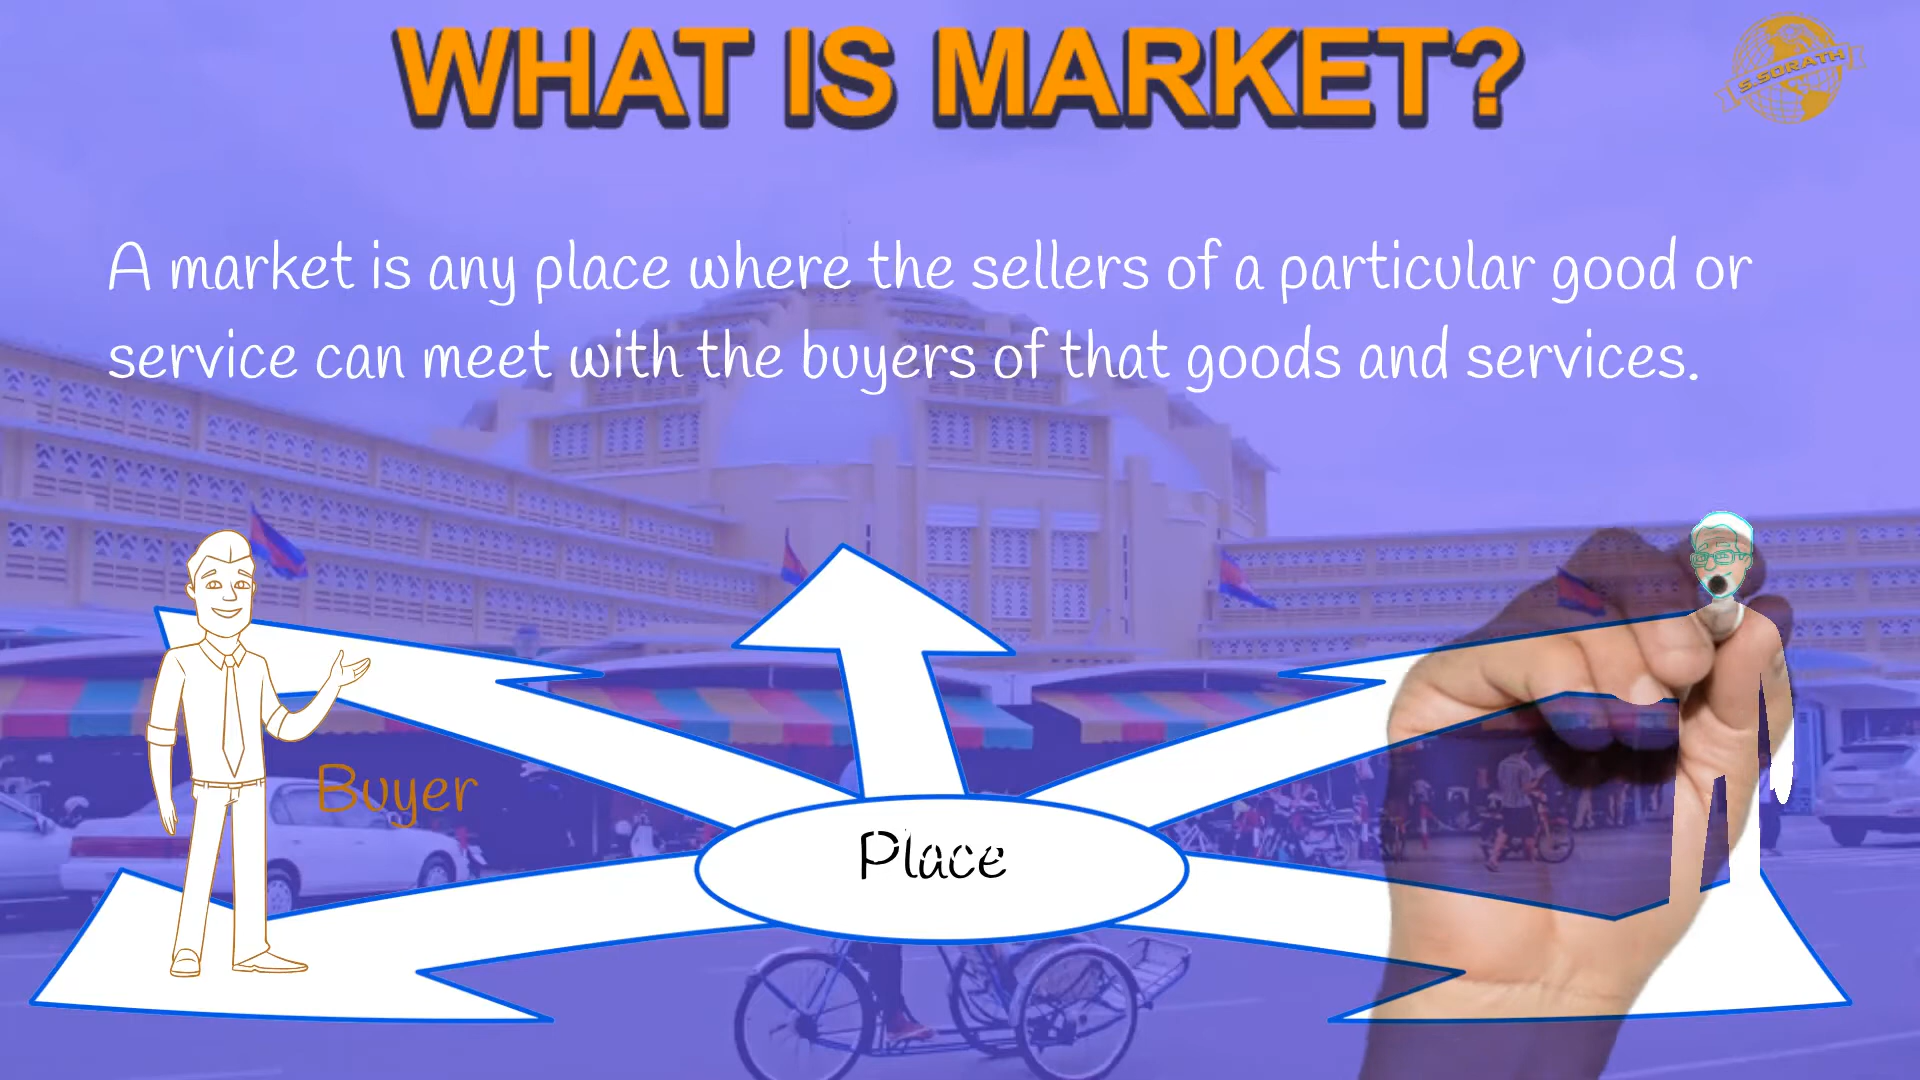 WHAT IS MARKET?
S.SORATH
A market is any place where the sellers of a particular good or
service can meet with the buyers of that goods and services.
Buyer
Place